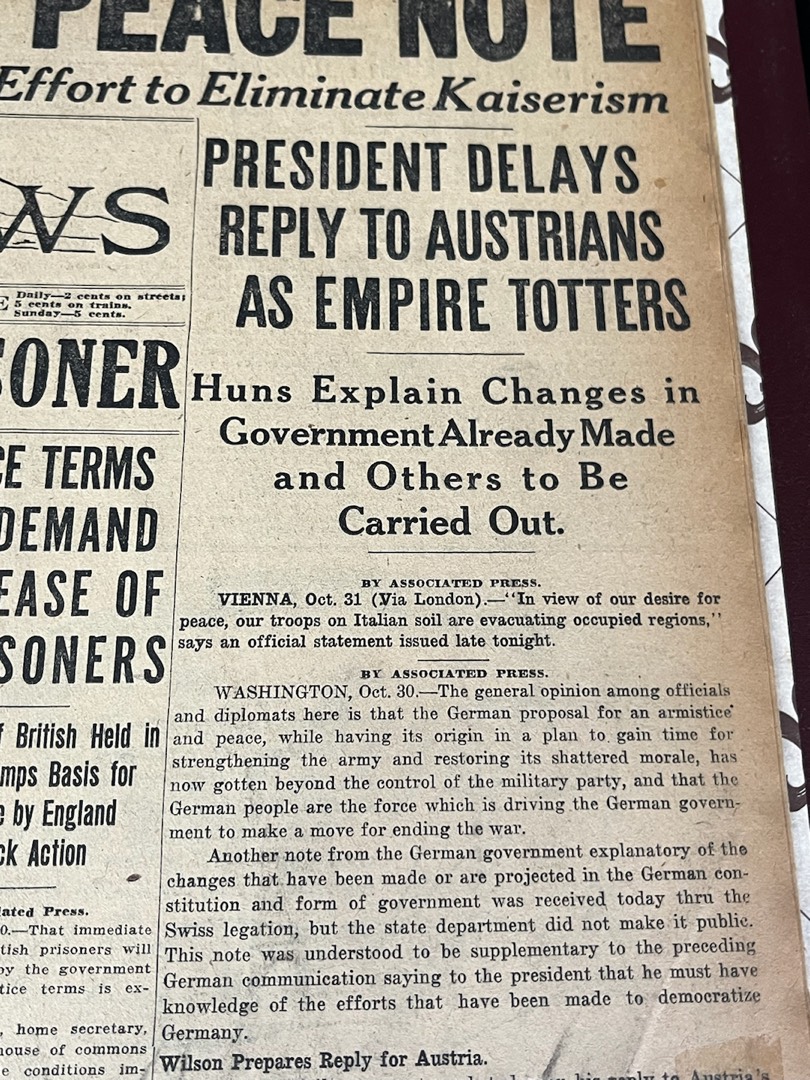 PEACE NOTE
Effort to Eliminate Kaiserism
WS
Daily—2 cents on streets;
5 cents on trains.
Sunday—5 cents.
SONER
CE TERMS
DEMAND
EASE OF
SONERS
f British Held in
mps Basis for
e by England
ck Action
lated Press.
0.—That immediate
tish prisoners will
by the government
tice terms is ex-
, home secretary,
house of commons
e conditions im-
PRESIDENT DELAYS
REPLY TO AUSTRIANS
AS EMPIRE TOTTERS
Huns Explain Changes in
Government Already Made
and Others to Be
Carried Out.
BY ASSOCIATED PRESS.
VIENNA, Oct. 31 (Via London).—"In view of our desire for
peace, our troops on Italian soil are evacuating occupied regions,"
says an official statement issued late tonight.
BY ASSOCIATED PRESS.
WASHINGTON, Oct. 30.—The general opinion among officials
and diplomats here is that the German proposal for an armistice
and peace, while having its origin in a plan to gain time for
strengthening the army and restoring its shattered morale, has
now gotten beyond the control of the military party, and that the
German people are the force which is driving the German govern-
ment to make a move for ending the war.
Another note from the German government explanatory of the
changes that have been made or are projected in the German con-
stitution and form of government was received today thru the
Swiss legation, but the state department did not make it public.
This note was understood to be supplementary to the preceding
German communication saying to the president that he must have
knowledge of the efforts that have been made to democratize
Germany.
Wilson Prepares Reply for Austria.
his reply to Austria's